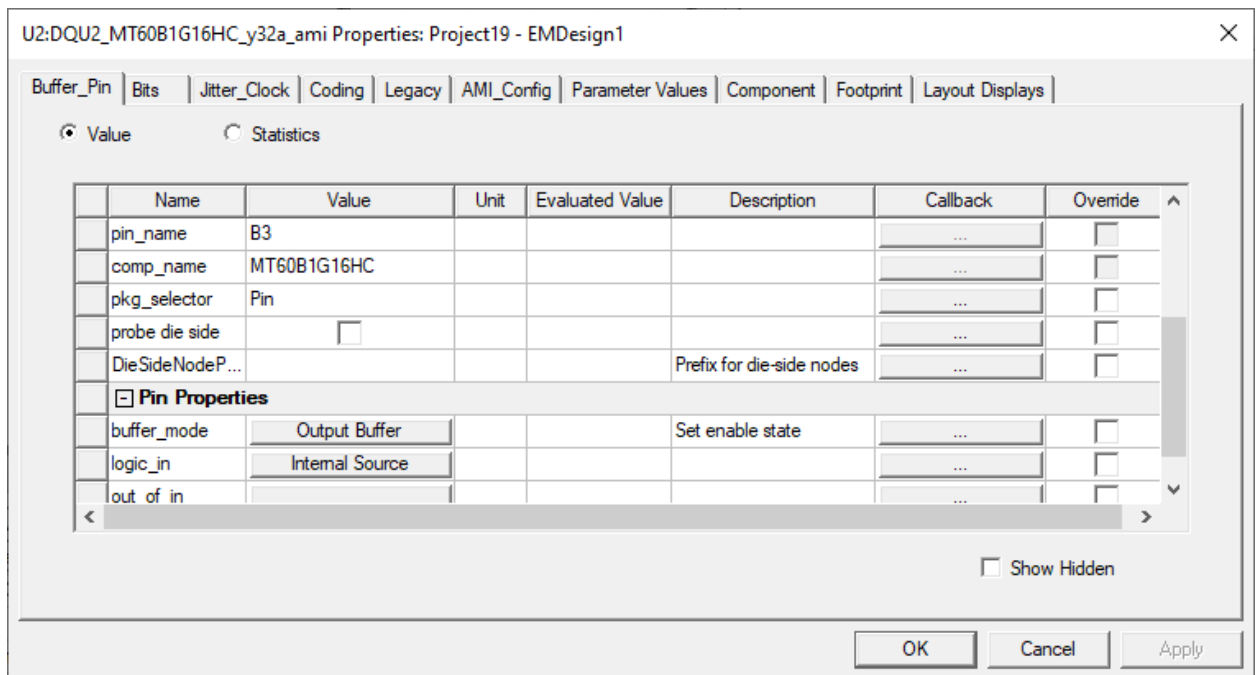 U2:DQU2_MT60B1G16HC_y32a_ami Properties: Project19 - EMDesign1
Buffer_Pin Bits Jitter_Clock Coding Legacy AMI_Config Parameter Values Component Footprint Layout Displays
Value Statistics
Name Value Unit Evaluated Value Description Callback Override
pin_name B3 ...
comp_name MT60B1G16HC ...
pkg_selector Pin ...
probe die side ...
DieSideNodeP... Prefix for die-side nodes ...
Pin Properties
buffer_mode Output Buffer Set enable state ...
logic_in Internal Source ...
out_of_in ...
Show Hidden
OK Cancel Apply